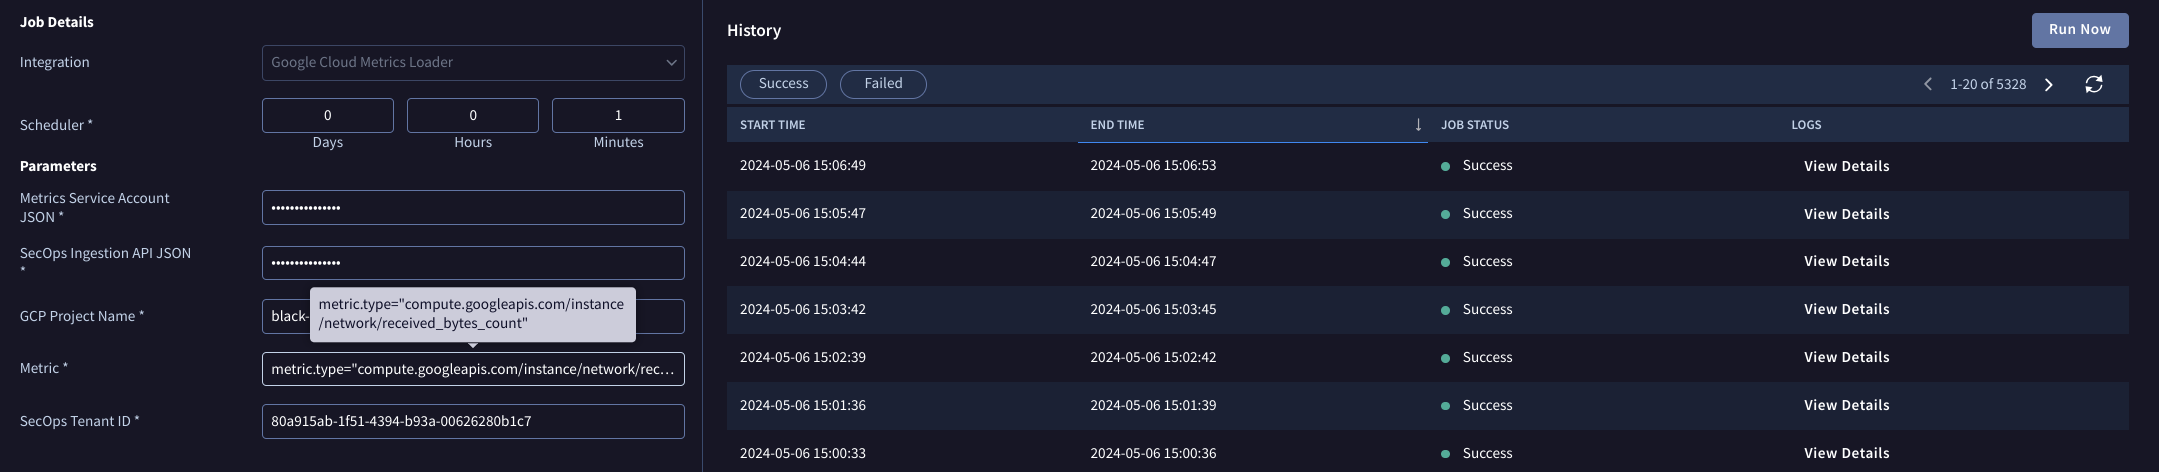 Job Details
Integration
Google Cloud Metrics Loader
Scheduler *
0
0
1
Days
Hours
Minutes
Parameters
Metrics Service Account
JSON *
•••••••••••••••
SecOps Ingestion API JSON
*
•••••••••••••••
GCP Project Name *
black-
metric.type="compute.googleapis.com/instance
/network/received_bytes_count"
Metric *
metric.type="compute.googleapis.com/instance/network/rec...
SecOps Tenant ID *
80a915ab-1f51-4394-b93a-00626280b1c7
History
Run Now
Success
Failed
1-20 of 5328
START TIME
END TIME
JOB STATUS
LOGS
2024-05-06 15:06:49
2024-05-06 15:06:53
Success
View Details
2024-05-06 15:05:47
2024-05-06 15:05:49
Success
View Details
2024-05-06 15:04:44
2024-05-06 15:04:47
Success
View Details
2024-05-06 15:03:42
2024-05-06 15:03:45
Success
View Details
2024-05-06 15:02:39
2024-05-06 15:02:42
Success
View Details
2024-05-06 15:01:36
2024-05-06 15:01:39
Success
View Details
2024-05-06 15:00:33
2024-05-06 15:00:36
Success
View Details